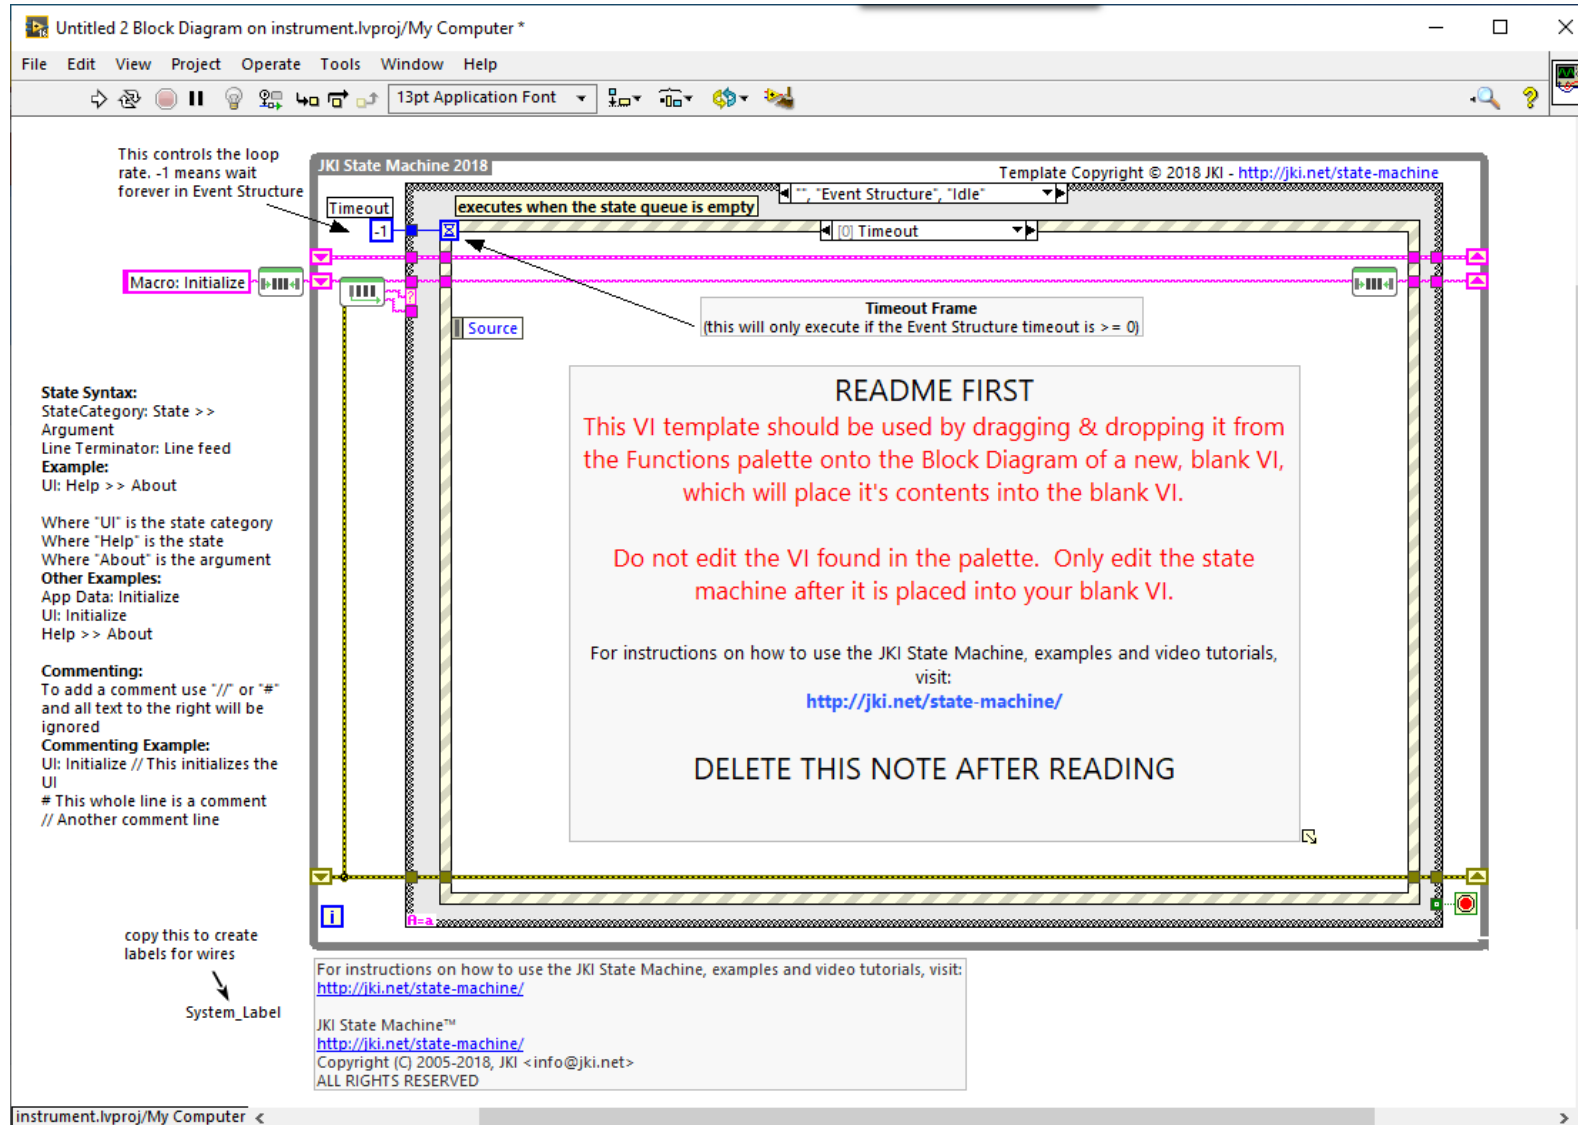 Untitled 2 Block Diagram on instrument.lvproj/My Computer *
File Edit View Project Operate Tools Window Help
13pt Application Font
This controls the loop
rate. -1 means wait
forever in Event Structure
JKI State Machine 2018
Template Copyright © 2018 JKI - http://jki.net/state-machine
"", "Event Structure", "Idle"
Timeout
executes when the state queue is empty
-1
[0] Timeout
Macro: Initialize
?
Source
Timeout Frame
(this will only execute if the Event Structure timeout is >= 0)
README FIRST
This VI template should be used by dragging & dropping it from
the Functions palette onto the Block Diagram of a new, blank VI,
which will place it's contents into the blank VI.
Do not edit the VI found in the palette.  Only edit the state
machine after it is placed into your blank VI.
For instructions on how to use the JKI State Machine, examples and video tutorials,
visit:
http://jki.net/state-machine/
DELETE THIS NOTE AFTER READING
State Syntax:
StateCategory: State >>
Argument
Line Terminator: Line feed
Example:
UI: Help >> About
Where "UI" is the state category
Where "Help" is the state
Where "About" is the argument
Other Examples:
App Data: Initialize
UI: Initialize
Help >> About
Commenting:
To add a comment use "//" or "#"
and all text to the right will be
ignored
Commenting Example:
UI: Initialize // This initializes the
UI
# This whole line is a comment
// Another comment line
i
A=a
copy this to create
labels for wires
System_Label
For instructions on how to use the JKI State Machine, examples and video tutorials, visit:
http://jki.net/state-machine/
JKI State Machine™
http://jki.net/state-machine/
Copyright (C) 2005-2018, JKI <info@jki.net>
ALL RIGHTS RESERVED
instrument.lvproj/My Computer